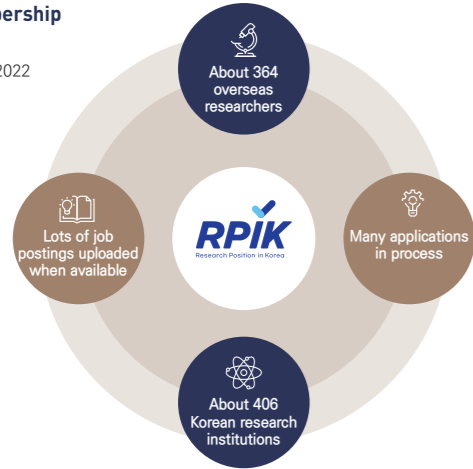 bership
2022
About 364
overseas
researchers
Lots of job
postings uploaded
when available
RPIK
Research Position in Korea
Many applications
in process
About 406
Korean research
institutions